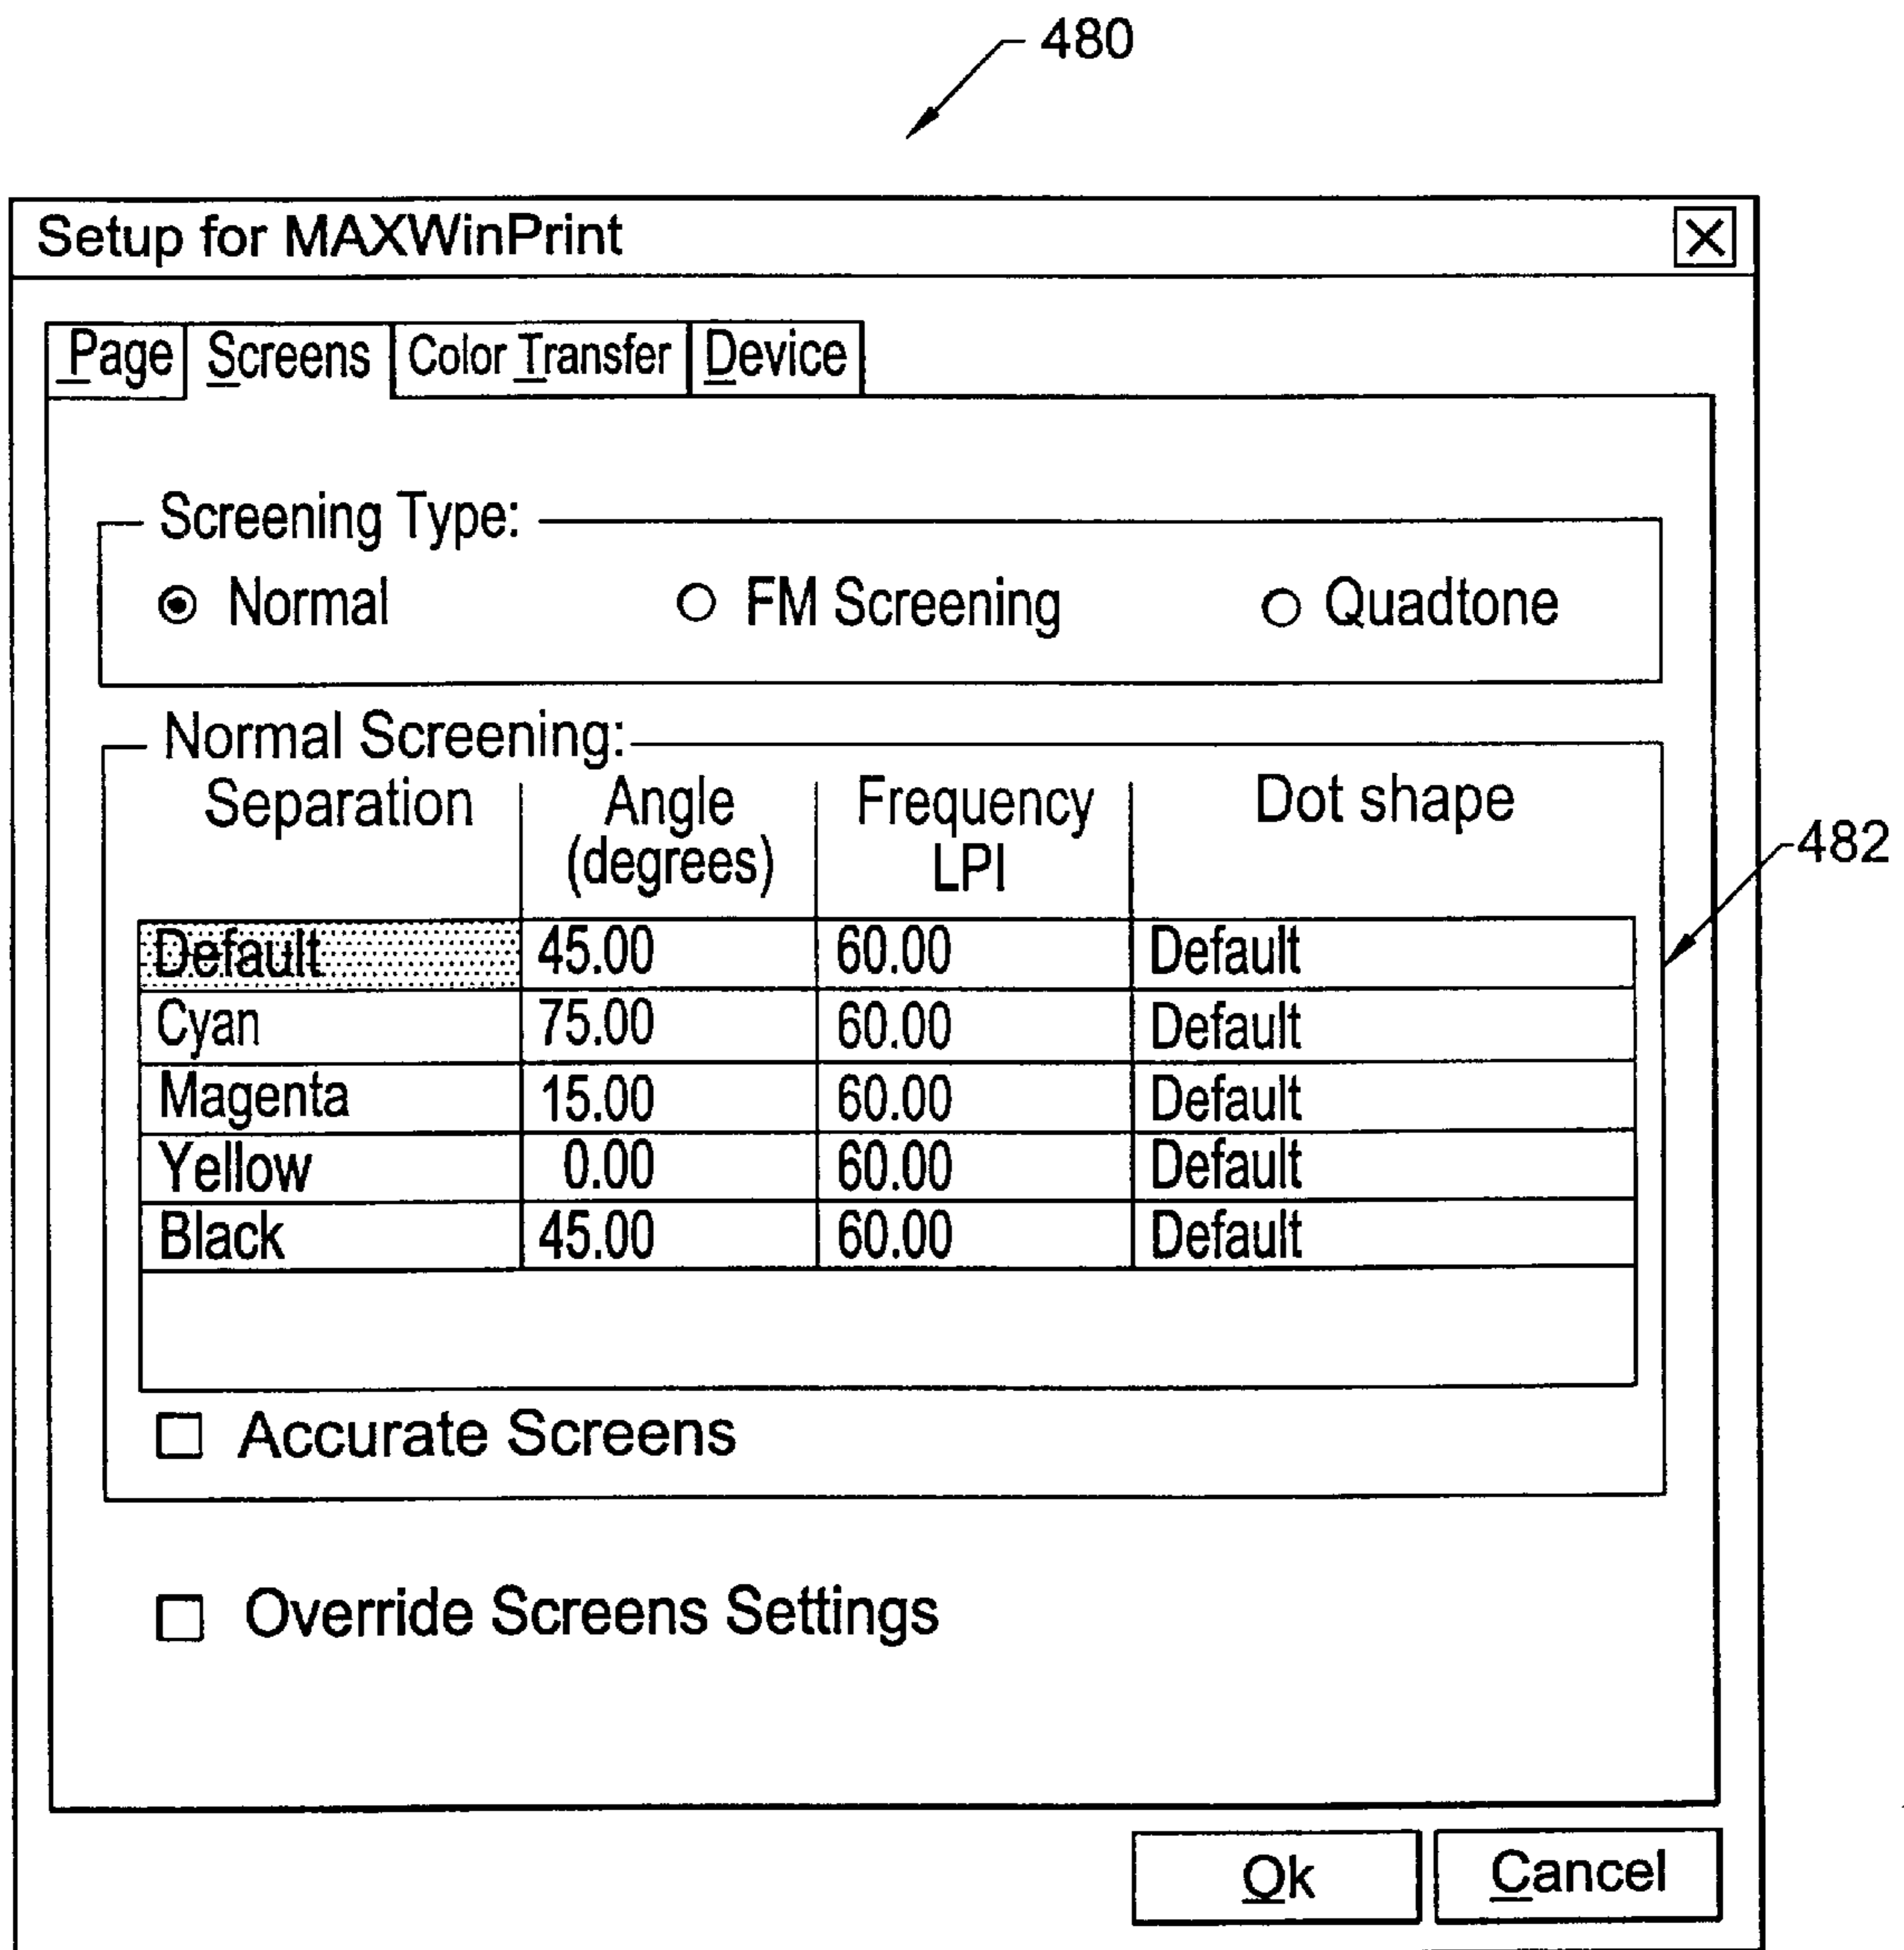 480
Setup for MAXWinPrint
Page Screens Color Transfer Device
Screening Type:
Normal FM Screening Quadtone
Normal Screening:
Separation Angle (degrees) Frequency LPI Dot shape
482
Default 45.00 60.00 Default
Cyan 75.00 60.00 Default
Magenta 15.00 60.00 Default
Yellow 0.00 60.00 Default
Black 45.00 60.00 Default
Accurate Screens
Override Screens Settings
Ok Cancel